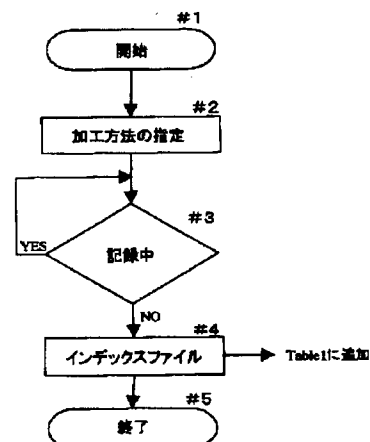 #1
開始
#2
加工方法の指定
#3
YES
記録中
NO
#4
インデックスファイル
Table1に追加
#5
終了